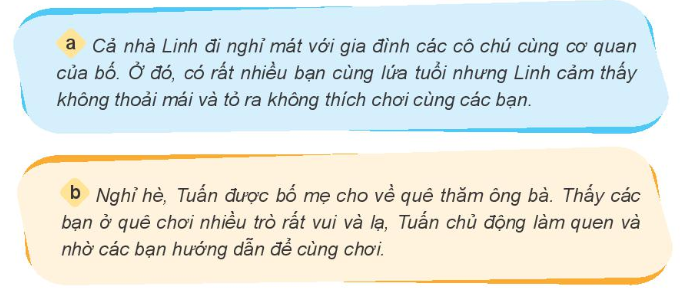 a Cả nhà Linh đi nghỉ mát với gia đình các cô chú cùng cơ quan
của bố. Ở đó, có rất nhiều bạn cùng lứa tuổi nhưng Linh cảm thấy
không thoải mái và tỏ ra không thích chơi cùng các bạn.
b Nghỉ hè, Tuấn được bố mẹ cho về quê thăm ông bà. Thấy các
bạn ở quê chơi nhiều trò rất vui và lạ, Tuấn chủ động làm quen và
nhờ các bạn hướng dẫn để cùng chơi.